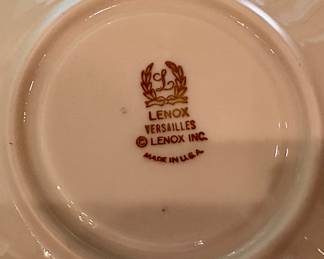 L
LENOX
VERSAILLES
© LENOX INC.
MADE IN U.S.A.